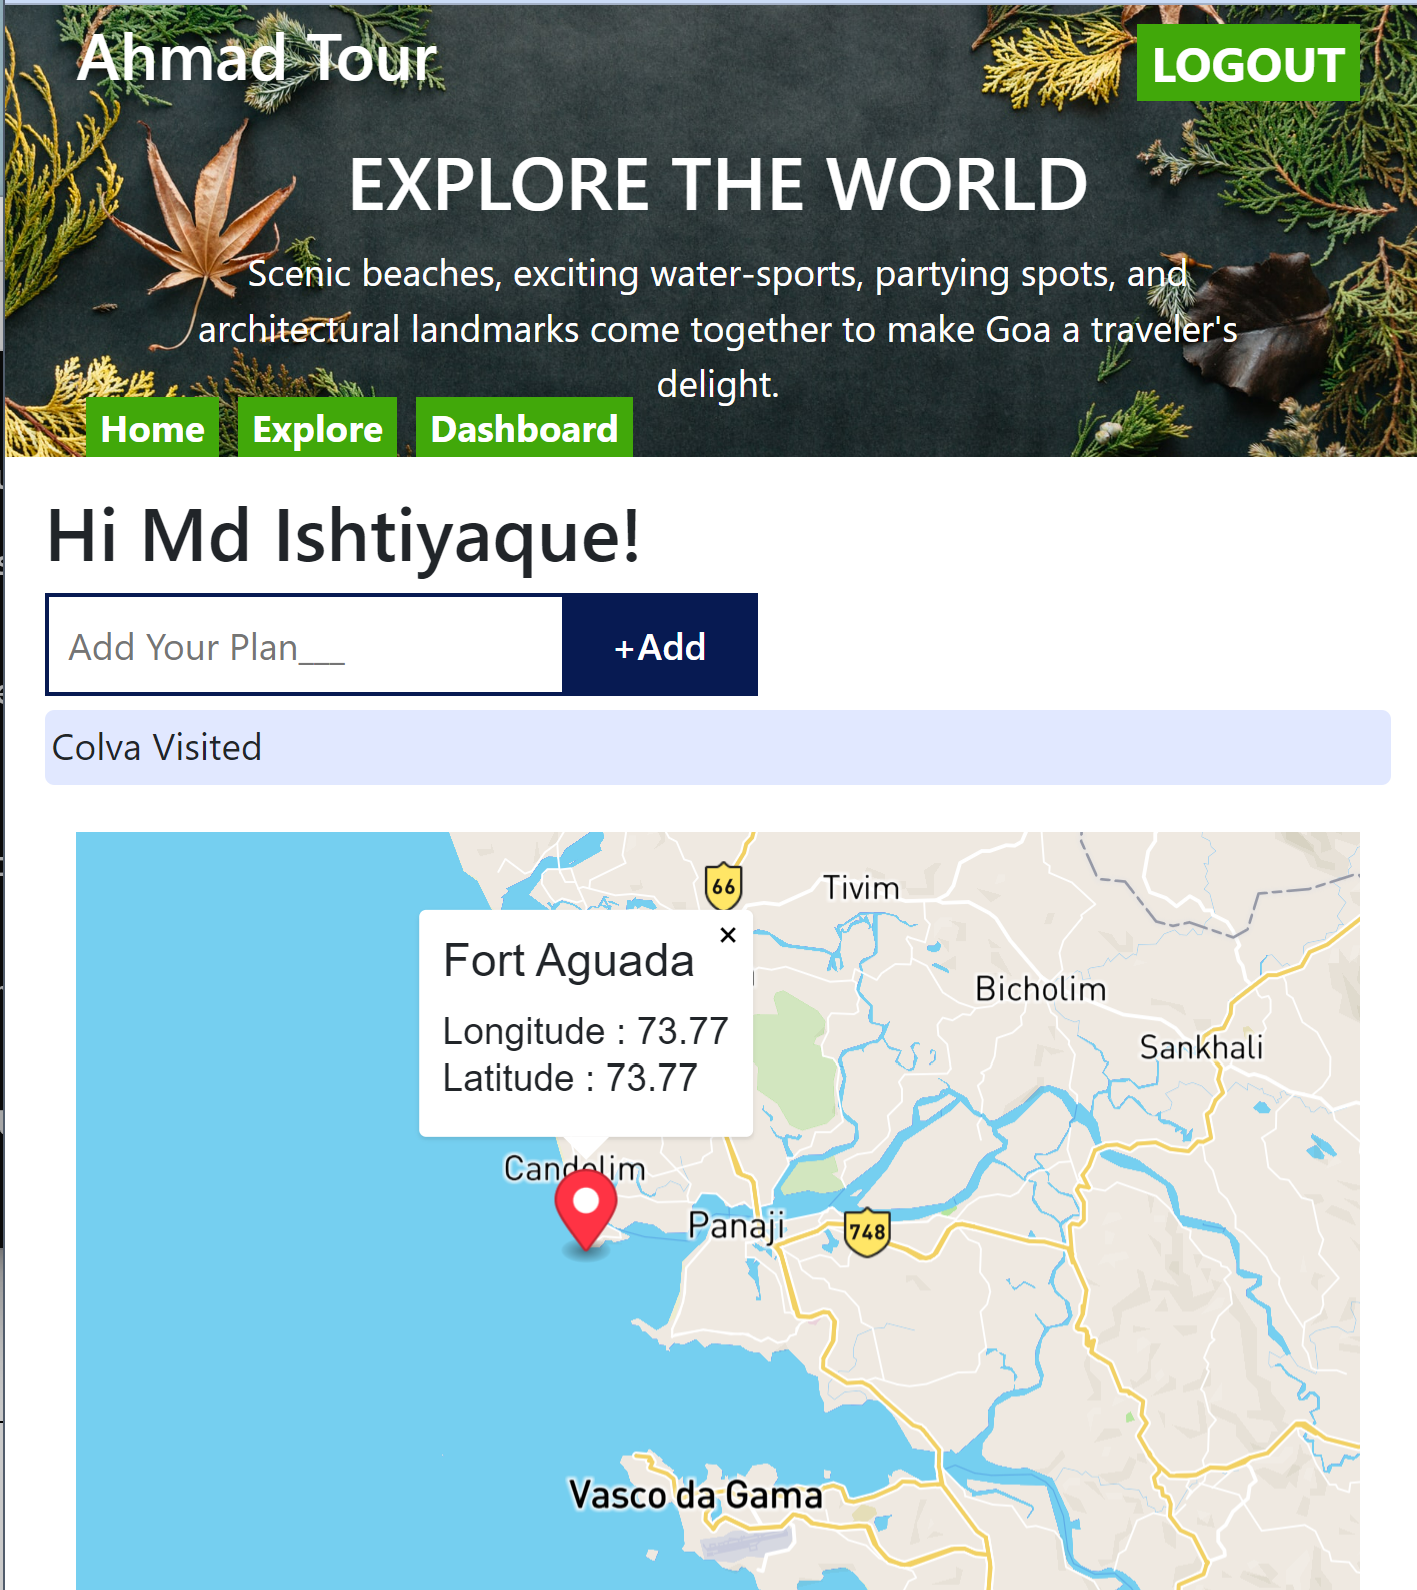 Ahmad Tour
LOGOUT
EXPLORE THE WORLD
Scenic beaches, exciting water-sports, partying spots, and
architectural landmarks come together to make Goa a traveler's
delight.
Home
Explore
Dashboard
Hi Md Ishtiyaque!
Add Your Plan___
+Add
Colva Visited
66
Tivim
×
Fort Aguada
Bicholim
Longitude : 73.77
Sankhali
Latitude : 73.77
Candolim
Panaji
748
Vasco da Gama